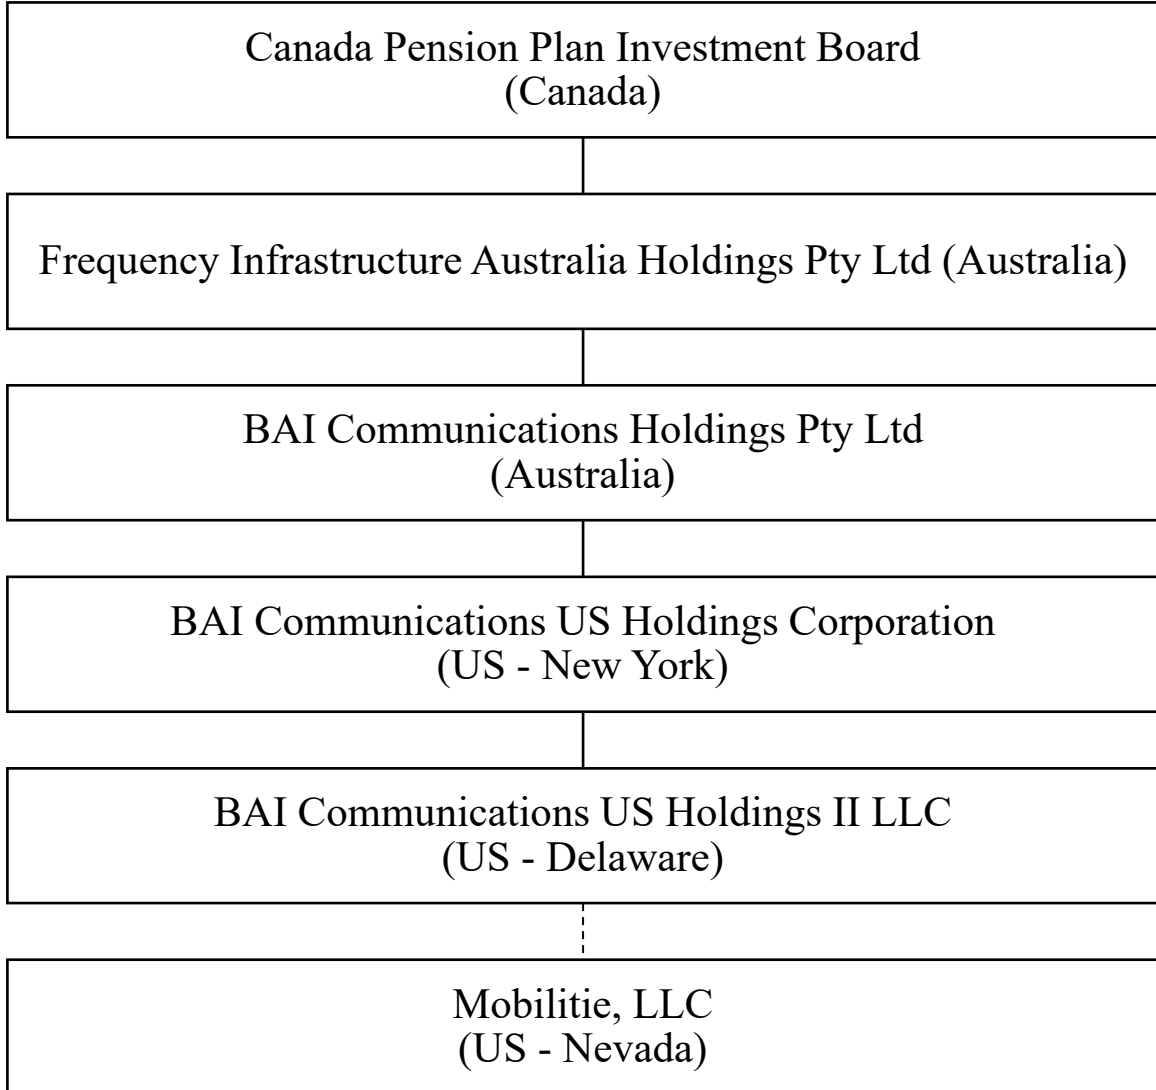 Canada Pension Plan Investment Board
(Canada)
Frequency Infrastructure Australia Holdings Pty Ltd (Australia)
BAI Communications Holdings Pty Ltd
(Australia)
BAI Communications US Holdings Corporation
(US - New York)
BAI Communications US Holdings II LLC
(US - Delaware)
Mobilitie, LLC
(US - Nevada)